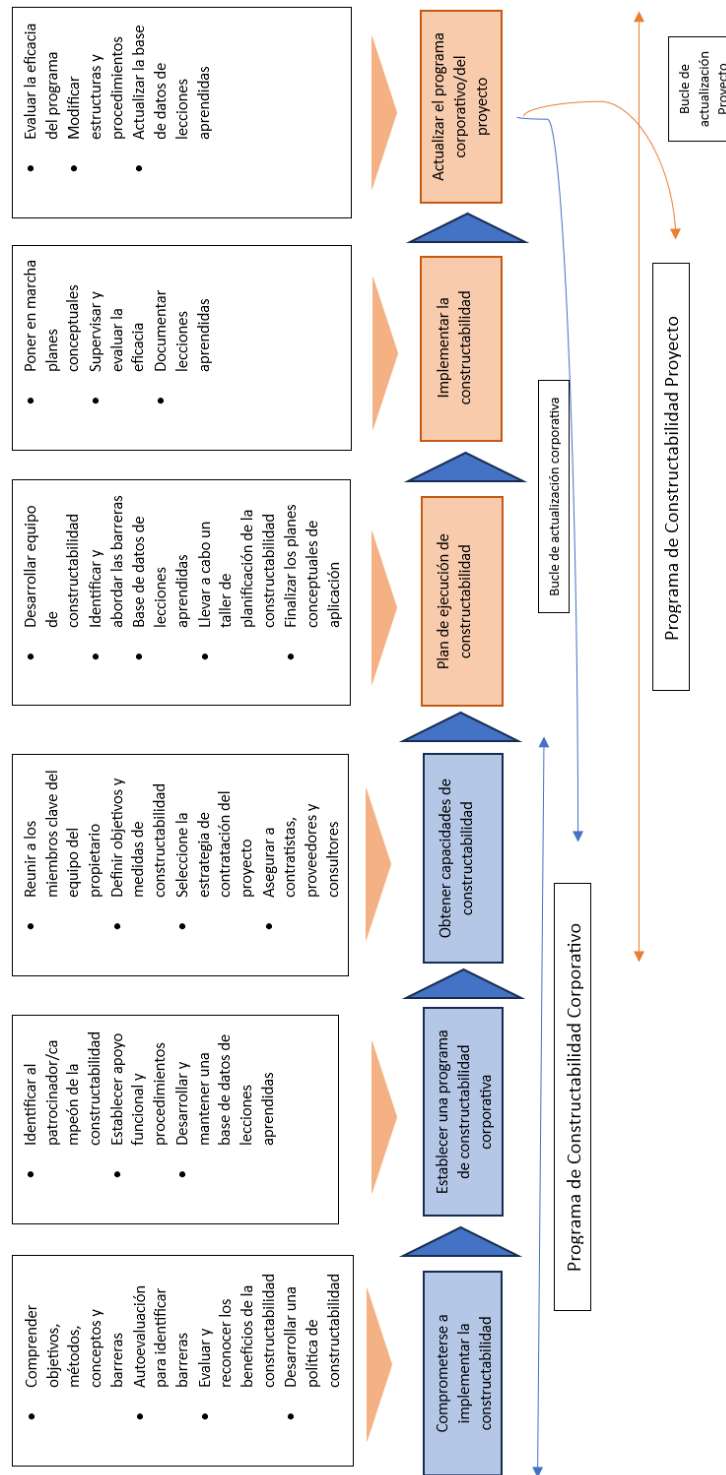 Comprender
objetivos,
métodos,
conceptos y
barreras
Autoevaluación
para identificar
barreras
Evaluar y
reconocer los
beneficios de la
constructabilidad
Desarrollar una
política de
constructabilidad
Identificar al
patrocinador/ca
mpeón de la
constructabilidad
Establecer apoyo
funcional y
procedimientos
Desarrollar y
mantener una
base de datos de
lecciones
aprendidas
Reunir a los
miembros clave del
equipo del
propietario
Definir objetivos y
medidas de
constructabilidad
Seleccione la
estrategia de
contratación del
proyecto
Asegurar a
contratistas,
proveedores y
consultores
Desarrollar equipo
de
constructabilidad
Identificar y
abordar las barreras
Base de datos de
lecciones
aprendidas
Llevar a cabo un
taller de
planificación de la
constructabilidad
Finalizar los planes
conceptuales de
aplicación
Poner en marcha
planes
conceptuales
Supervisar y
evaluar la
eficacia
Documentar
lecciones
aprendidas
Evaluar la eficacia
del programa
Modificar
estructuras y
procedimientos
Actualizar la base
de datos de
lecciones
aprendidas
Comprometerse a
implementar la
constructabilidad
Establecer una programa
de constructabilidad
corporativa
Obtener capacidades de
constructabilidad
Plan de ejecución de
constructabilidad
Implementar la
constructabilidad
Actualizar el programa
corporativo/del
proyecto
Bucle de actualización corporativa
Programa de Constructabilidad Corporativo
Programa de Constructabilidad Proyecto
Bucle de
actualización
Proyecto